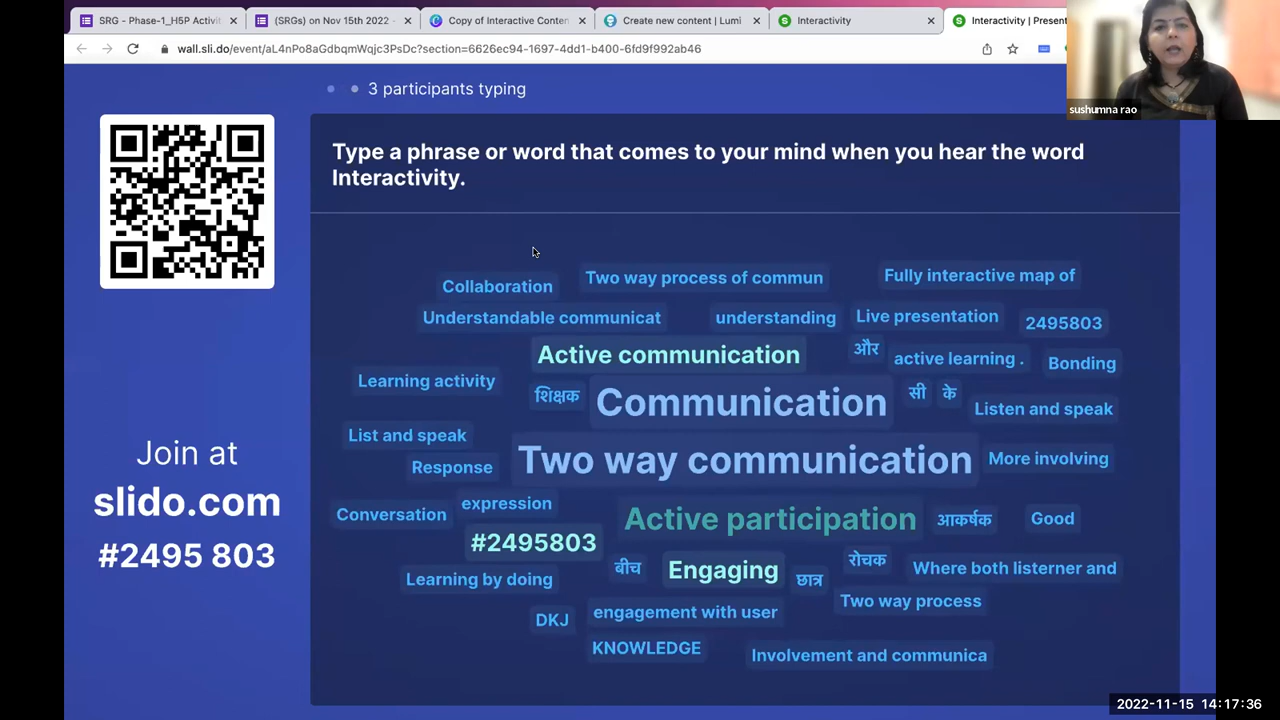 SRG - Phase-1_H5P Activit
(SRGs) on Nov 15th 2022 -
Copy of Interactive Conten
Create new content | Lumi
Interactivity
Interactivity | Present
wall.sli.do/event/aL4nPo8aGdbqmWqjc3PsDc?section=6626ec94-1697-4dd1-b400-6fd9f992ab46
sushumna rao
3 participants typing
Type a phrase or word that comes to your mind when you hear the word
Interactivity.
Join at
slido.com
#2495 803
Collaboration
Two way process of commun
Fully interactive map of
Understandable communicat
understanding
Live presentation
2495803
Active communication
और
active learning .
Bonding
Learning activity
शिक्षक
Communication
सी
के
Listen and speak
List and speak
Response
Two way communication
More involving
Conversation
expression
Active participation
आकर्षक
Good
#2495803
बीच
Engaging
छात्र
रोचक
Where both listerner and
Learning by doing
DKJ
engagement with user
Two way process
KNOWLEDGE
Involvement and communica
2022-11-15 14:17:36